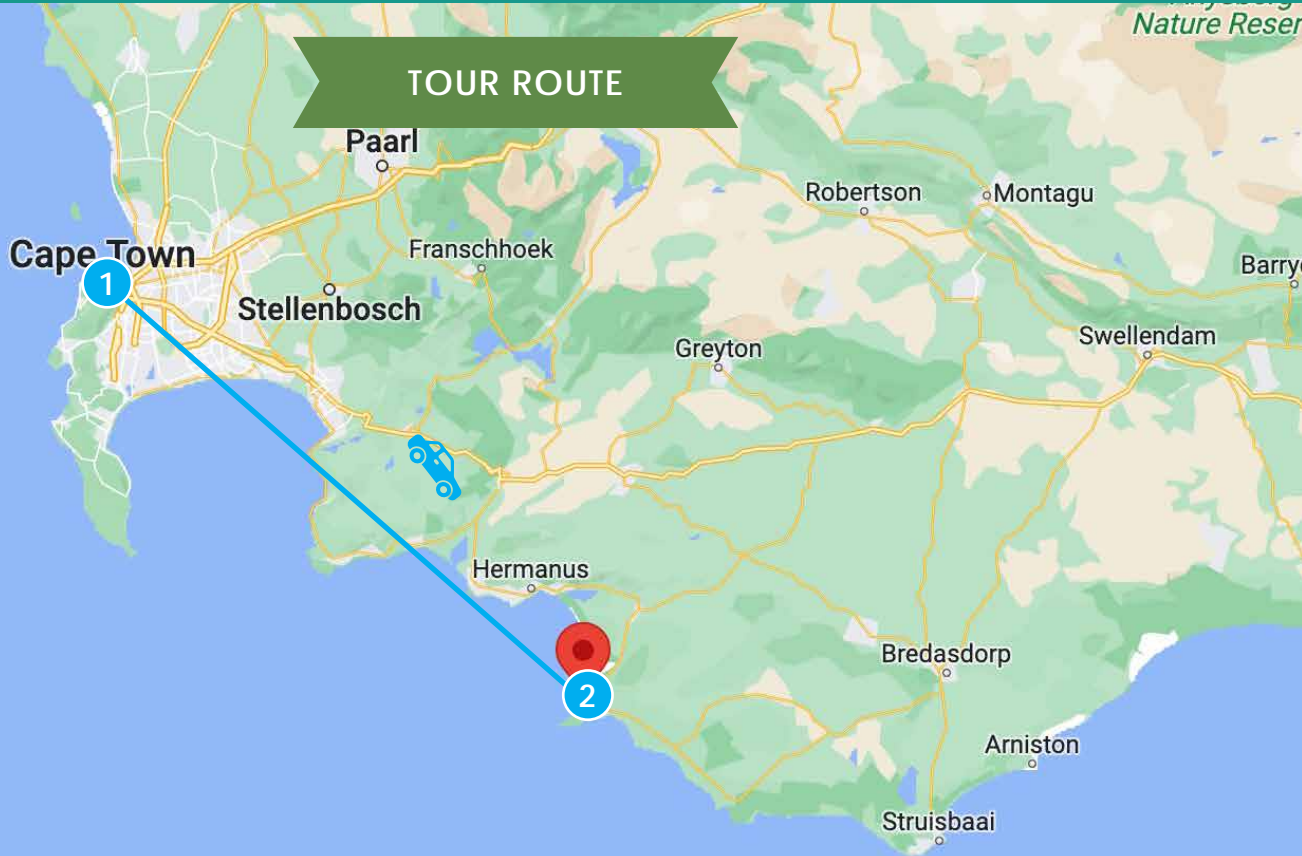 Nature Reser
TOUR ROUTE
Paarl
Robertson
Montagu
Cape Town
Franschhoek
Barry
1
Stellenbosch
Swellendam
Greyton
Hermanus
Bredasdorp
2
Arniston
Struisbaai